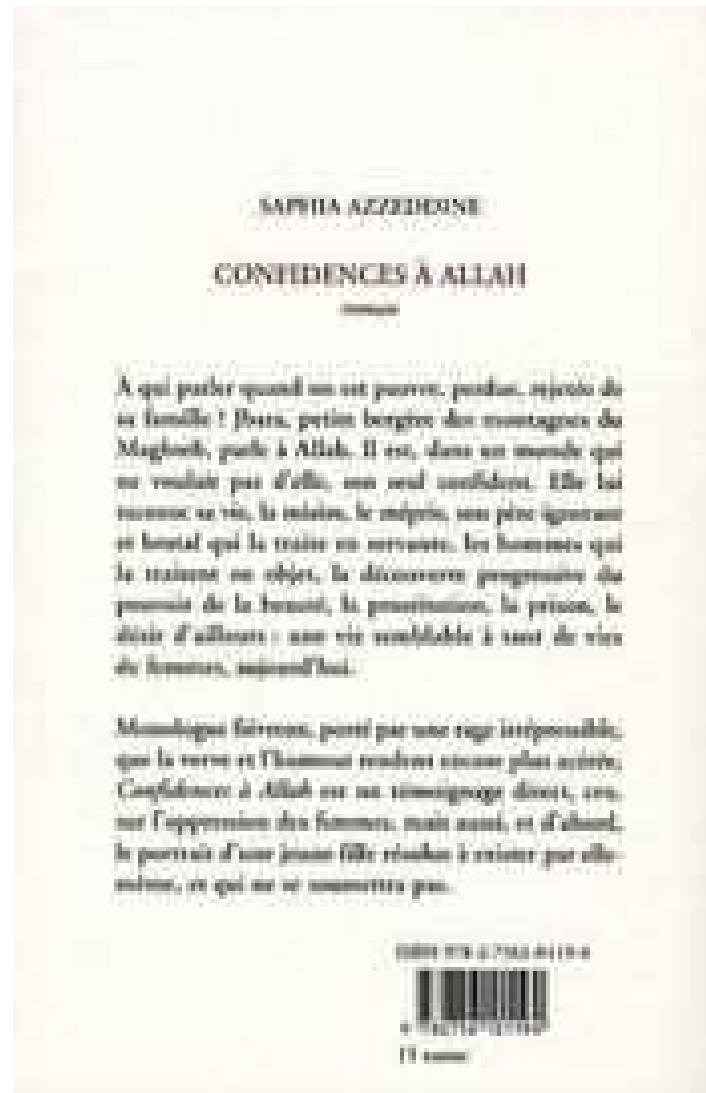 SAPHIA AZZEDDINE
CONFIDENCES À ALLAH
roman
À qui parler quand on est pauvre, perdue, rejetée de
sa famille ? Jbara, petite bergère des montagnes du
Maghreb, parle à Allah. Il est, dans un monde qui
ne voulait pas d'elle, son seul confident. Elle lui
raconte sa vie, la misère, le mépris, son père ignorant
et brutal qui la traite en servante, les hommes qui
la traitent en objet, la découverte progressive du
pouvoir de la beauté, la prostitution, la prison, le
désir d'ailleurs : une vie semblable à tant de vies
de femmes, aujourd'hui.
Monologue fiévreux, porté par une rage irrépressible,
que la verve et l'humour rendent encore plus acérée,
Confidences à Allah est un témoignage direct, cru,
sur l'oppression des femmes, mais aussi, et d'abord,
le portrait d'une jeune fille résolue à exister par elle-
même, et qui ne se soumettra pas.
ISBN 978-2-7561-